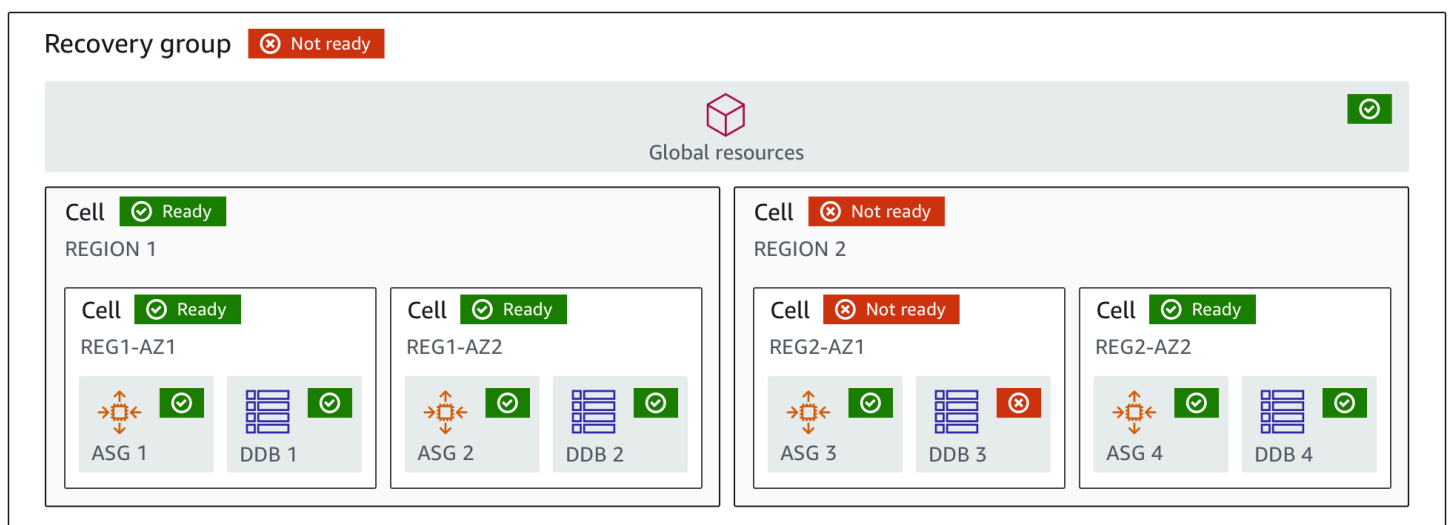 Recovery group Not ready
Global resources
Cell Ready
REGION 1
Cell Ready
REG1-AZ1
ASG 1
DDB 1
Cell Ready
REG1-AZ2
ASG 2
DDB 2
Cell Not ready
REGION 2
Cell Not ready
REG2-AZ1
ASG 3
DDB 3
Cell Ready
REG2-AZ2
ASG 4
DDB 4